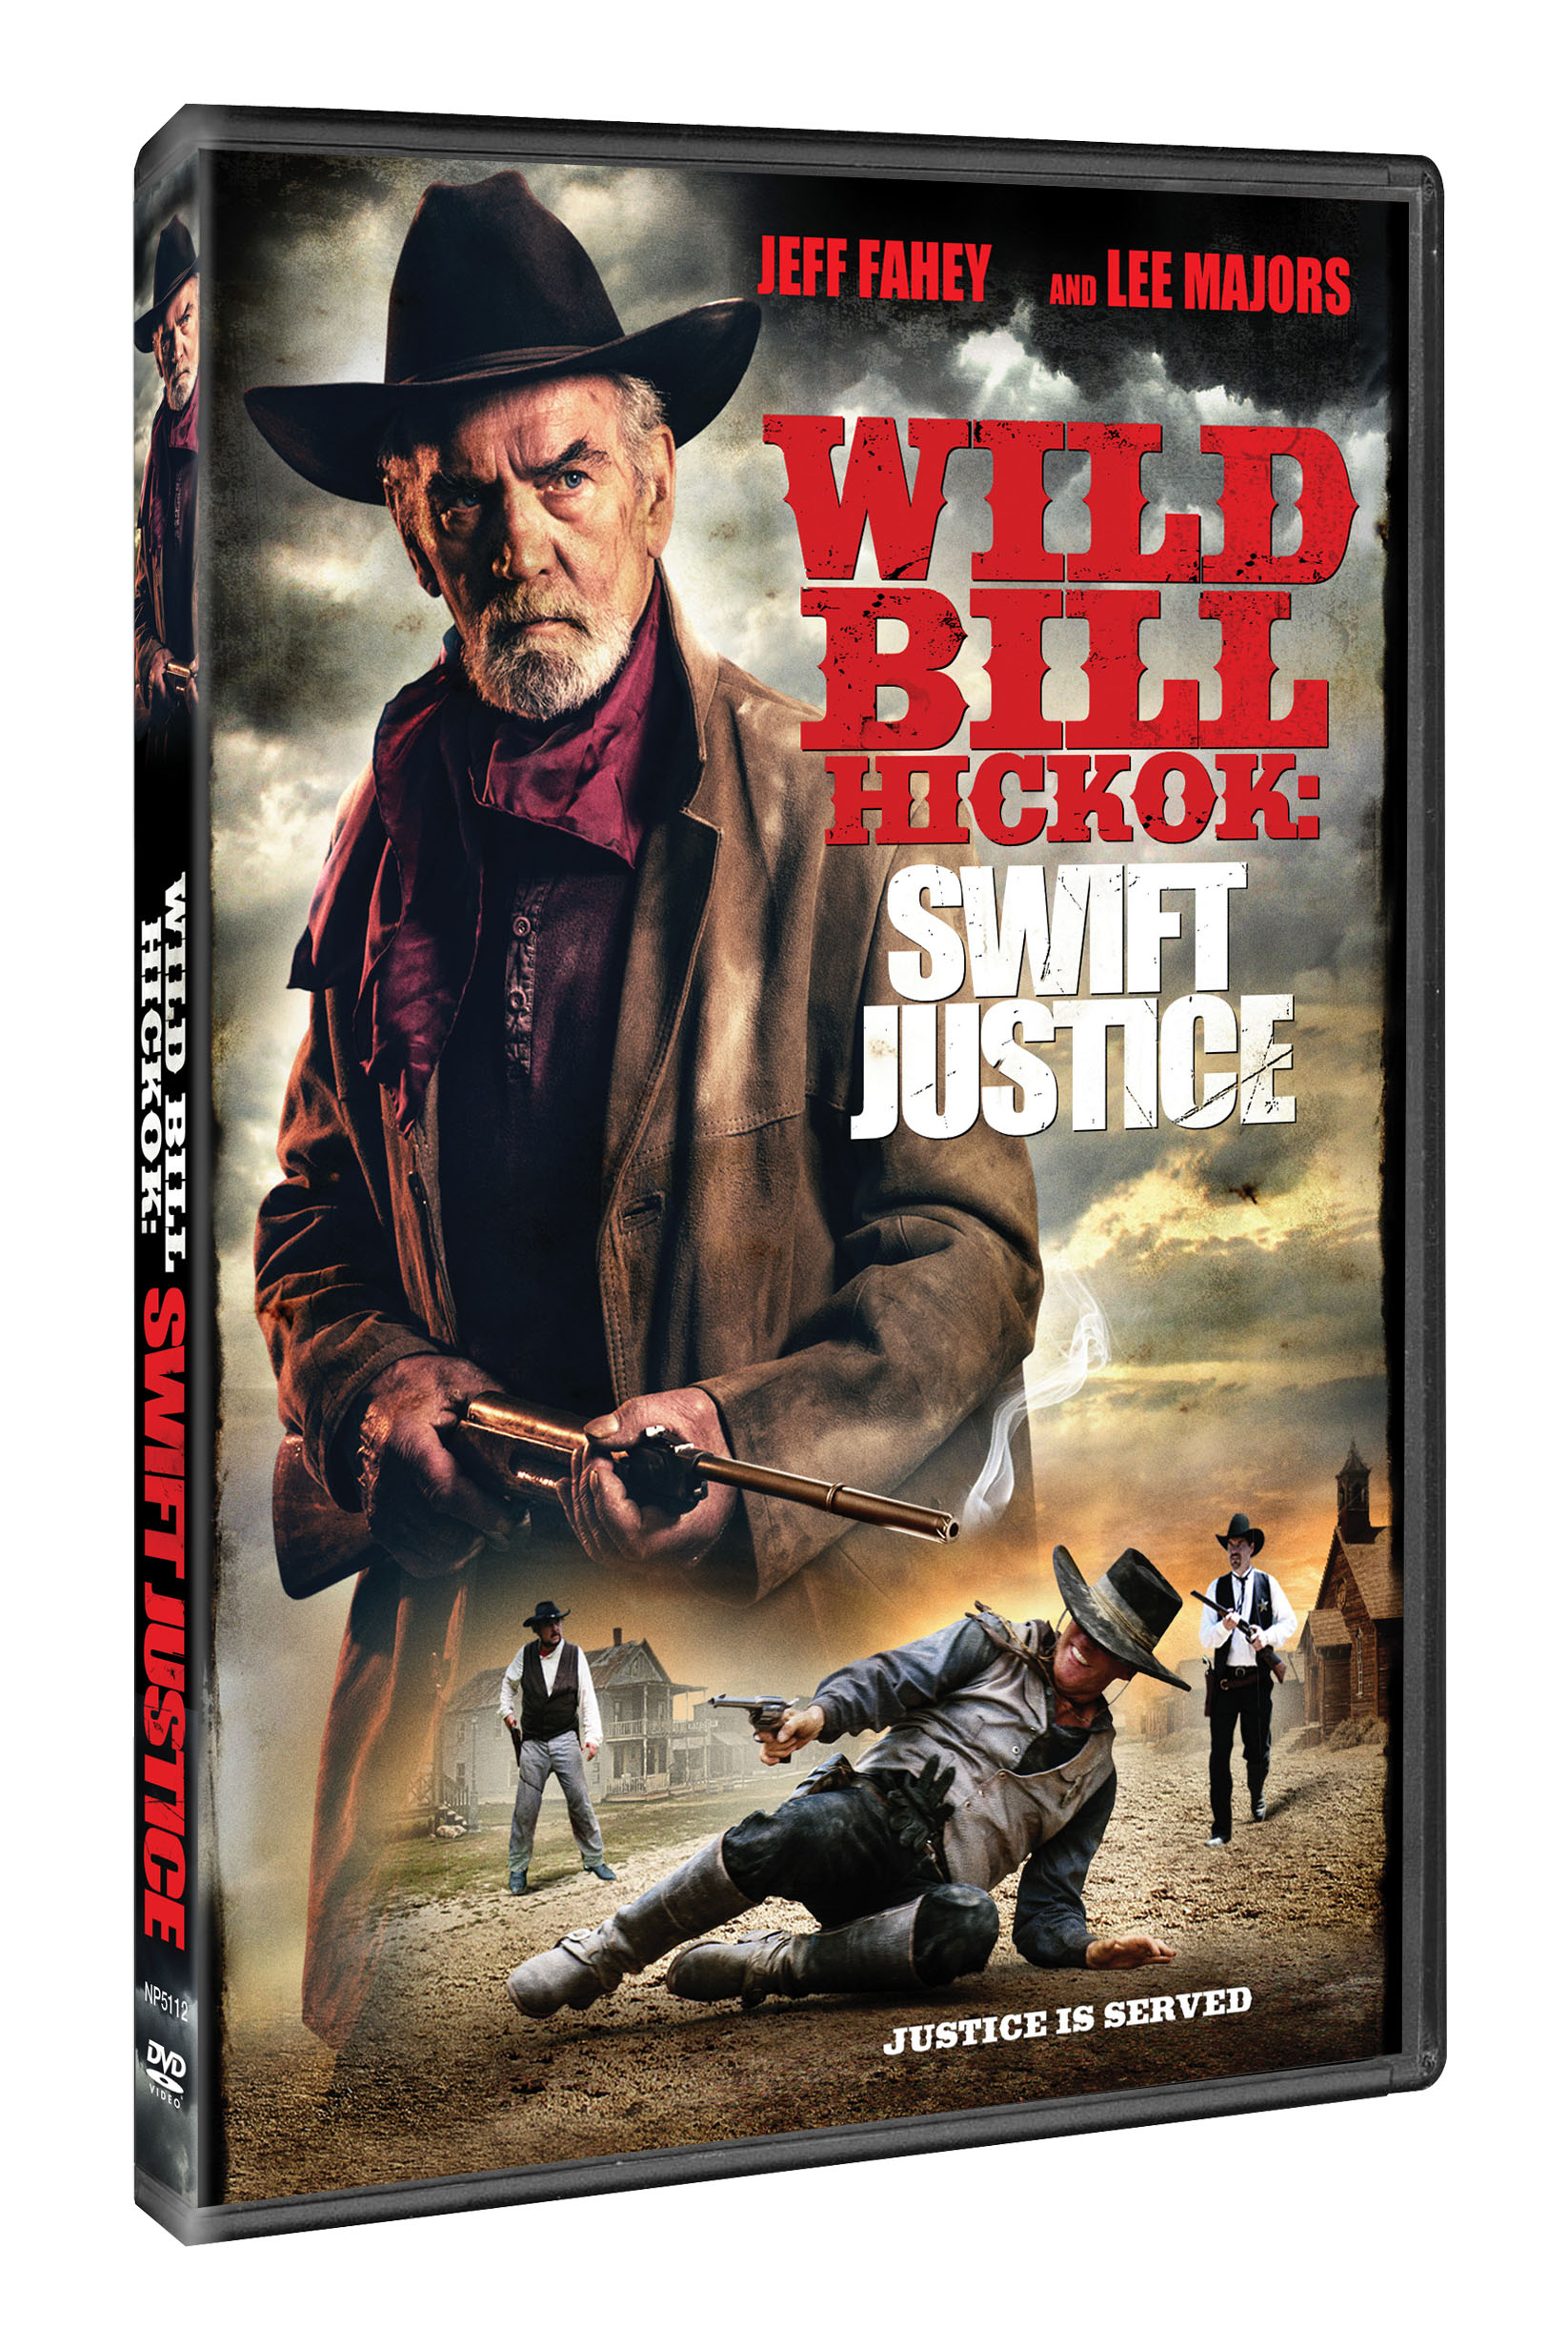 JEFF FAHEY AND LEE MAJORS
WILD
BILL
HICKOK:
SWIFT
JUSTICE
JUSTICE IS SERVED
WILD BILL
HICKOK:
SWIFT JUSTICE
NP5112
DVD
VIDEO